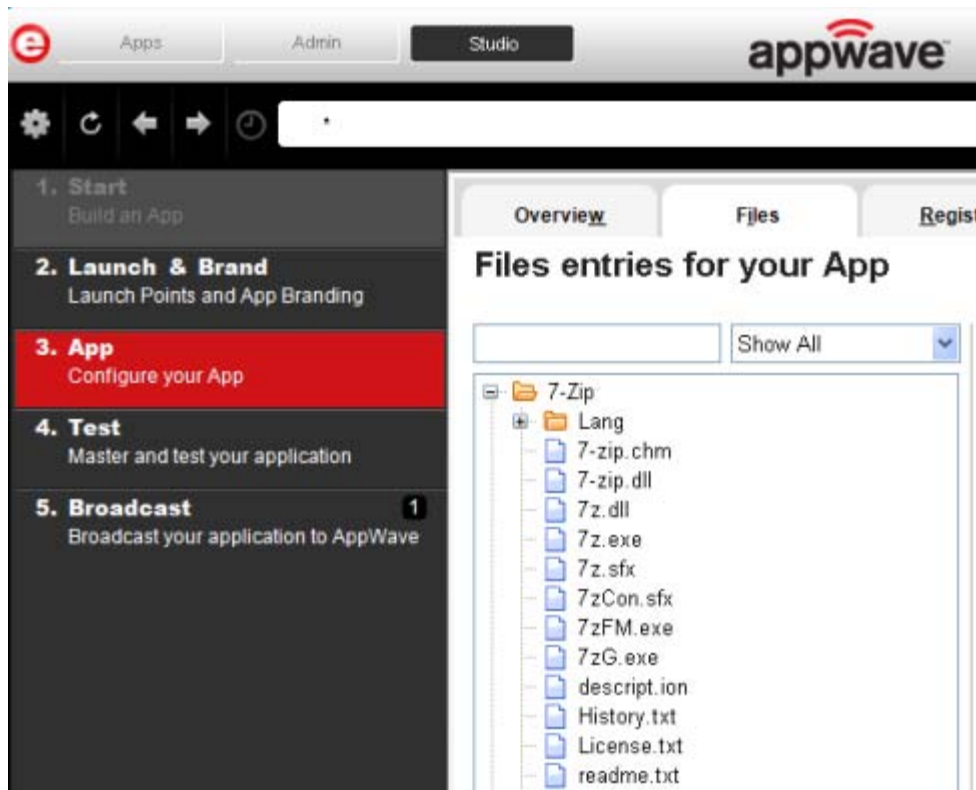 e Apps Admin Studio appwave™
*
1. Start
Build an App
2. Launch & Brand
Launch Points and App Branding
3. App
Configure your App
4. Test
Master and test your application
5. Broadcast 1
Broadcast your application to AppWave
Overview Files Regist
Files entries for your App
Show All
7-Zip
Lang
7-zip.chm
7-zip.dll
7z.dll
7z.exe
7z.sfx
7zCon.sfx
7zFM.exe
7zG.exe
descript.ion
History.txt
License.txt
readme.txt